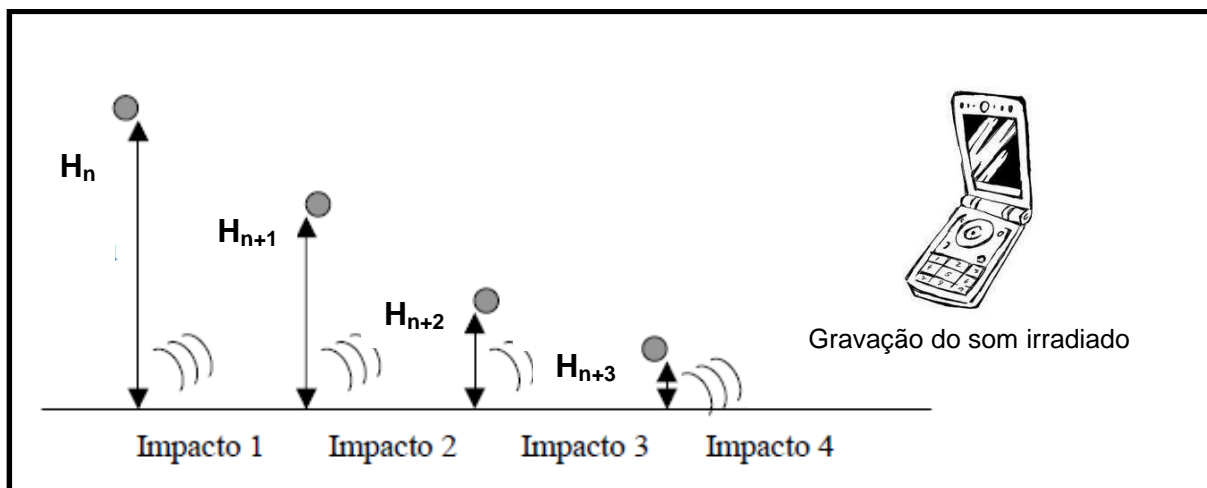 Hₙ
Hₙ₊₁
Hₙ₊₂
Hₙ₊₃
Gravação do som irradiado
Impacto 1 Impacto 2 Impacto 3 Impacto 4